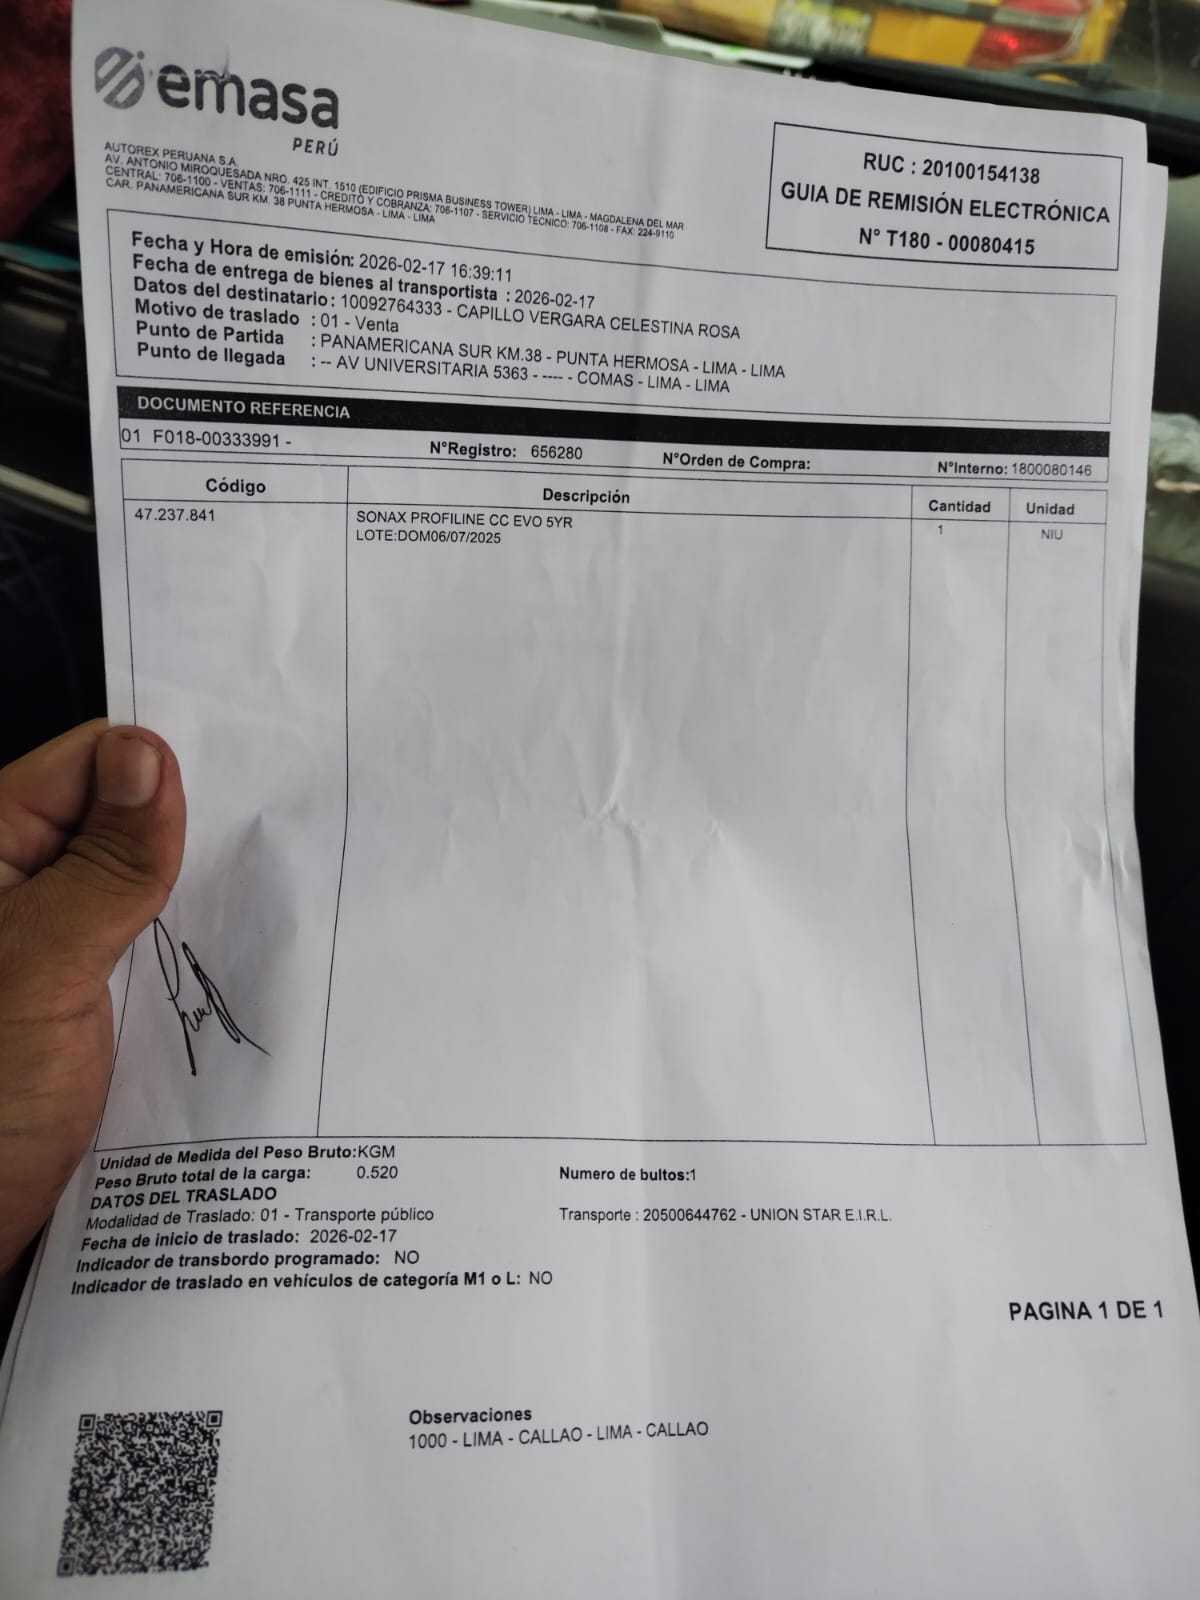 emasa
PERÚ
AUTOREX PERUANA S.A.
AV. ANTONIO MIROQUESADA NRO. 425 INT. 1510 (EDIFICIO PRISMA BUSINESS TOWER) LIMA - LIMA - MAGDALENA DEL MAR
CENTRAL: 706-1100 - VENTAS: 706-1111 - CREDITO Y COBRANZA: 706-1107 - SERVICIO TECNICO: 706-1108 - FAX: 224-9110
CAR. PANAMERICANA SUR KM. 38 PUNTA HERMOSA - LIMA - LIMA
RUC : 20100154138
GUIA DE REMISIÓN ELECTRÓNICA
N° T180 - 00080415
Fecha y Hora de emisión: 2026-02-17 16:39:11
Fecha de entrega de bienes al transportista : 2026-02-17
Datos del destinatario : 10092764333 - CAPILLO VERGARA CELESTINA ROSA
Motivo de traslado : 01 - Venta
Punto de Partida : PANAMERICANA SUR KM.38 - PUNTA HERMOSA - LIMA - LIMA
Punto de llegada : -- AV UNIVERSITARIA 5363 - ---- - COMAS - LIMA - LIMA
DOCUMENTO REFERENCIA
01 F018-00333991 - N°Registro: 656280 N°Orden de Compra: N°Interno: 1800080146
Código Descripción Cantidad Unidad
47.237.841 SONAX PROFILINE CC EVO 5YR 1 NIU
LOTE:DOM06/07/2025
Unidad de Medida del Peso Bruto:KGM
Peso Bruto total de la carga: 0.520 Numero de bultos:1
DATOS DEL TRASLADO
Modalidad de Traslado: 01 - Transporte público Transporte : 20500644762 - UNION STAR E.I.R.L.
Fecha de inicio de traslado: 2026-02-17
Indicador de transbordo programado: NO
Indicador de traslado en vehículos de categoría M1 o L: NO
PAGINA 1 DE 1
Observaciones
1000 - LIMA - CALLAO - LIMA - CALLAO